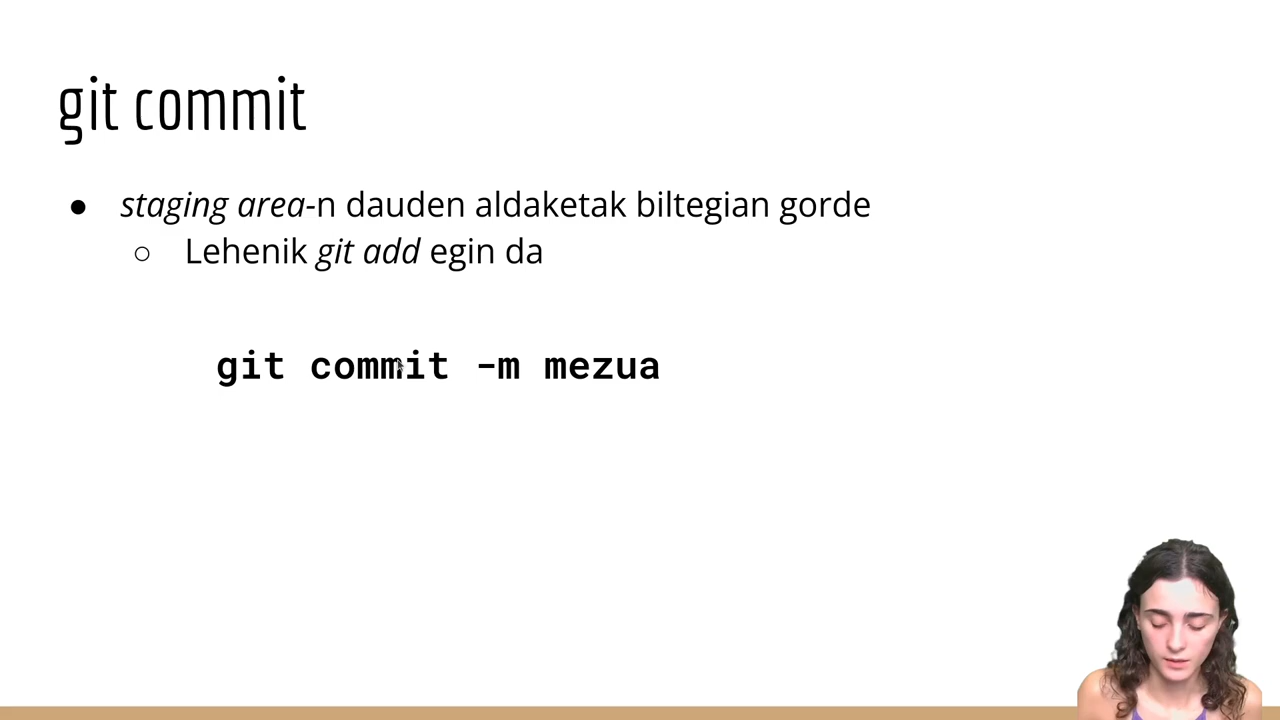 git commit
● staging area-n dauden aldaketak biltegian gorde
○ Lehenik git add egin da
git commit -m mezua